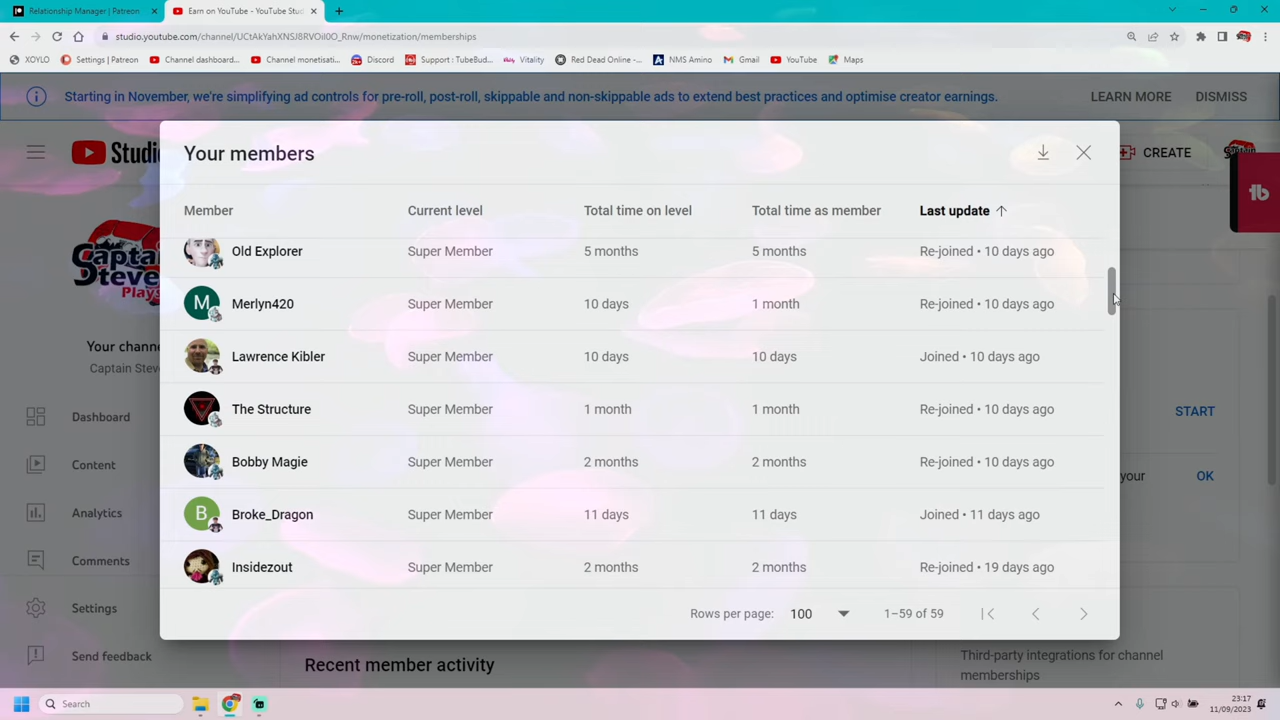 Relationship Manager | Patreon
Earn on YouTube - YouTube Stud
studio.youtube.com/channel/UCtAkYahXNSJ8RVOiI0O_Rnw/monetization/memberships
XOYLO Settings | Patreon Channel dashboard... Channel monetisati... Discord Support : TubeBud... Vitality Red Dead Online -... NMS Amino Gmail YouTube Maps
Starting in November, we're simplifying ad controls for pre-roll, post-roll, skippable and non-skippable ads to extend best practices and optimise creator earnings. LEARN MORE DISMISS
Studio
CREATE
Your members
Member Current level Total time on level Total time as member Last update
Old Explorer Super Member 5 months 5 months Re-joined • 10 days ago
M Merlyn420 Super Member 10 days 1 month Re-joined • 10 days ago
Lawrence Kibler Super Member 10 days 10 days Joined • 10 days ago
The Structure Super Member 1 month 1 month Re-joined • 10 days ago
Bobby Magie Super Member 2 months 2 months Re-joined • 10 days ago
B Broke_Dragon Super Member 11 days 11 days Joined • 11 days ago
Insidezout Super Member 2 months 2 months Re-joined • 19 days ago
Rows per page: 100 1–59 of 59
Captain
Steve
Plays
Your chann
Captain Stev
Dashboard
Content
Analytics
Comments
Settings
Send feedback
START
your OK
Recent member activity
Third-party integrations for channel
memberships
tb
Search
23:17
11/09/2023